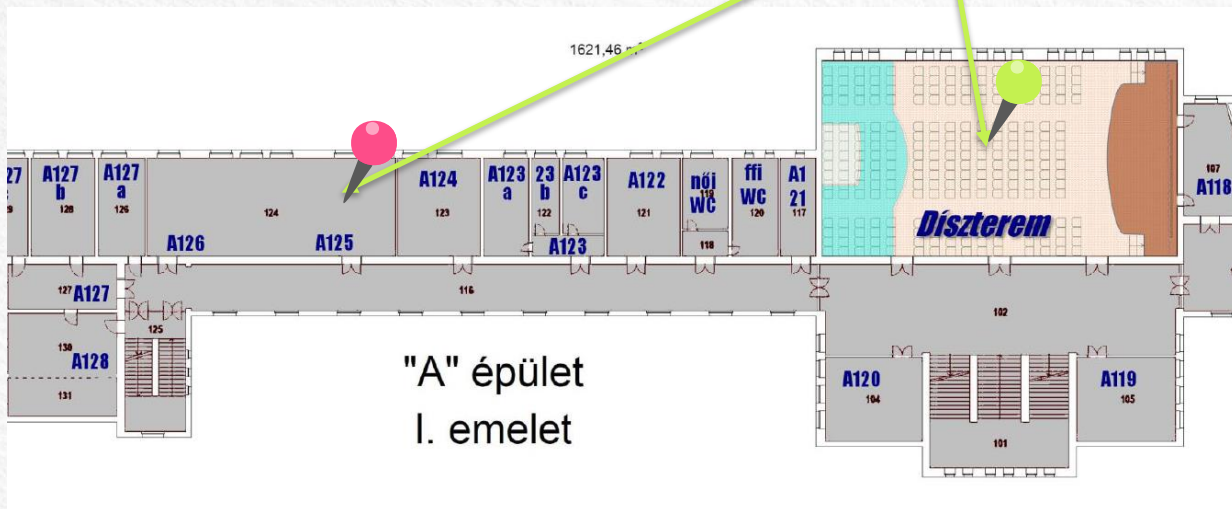 1621,46 m²
27
A127
b
128
A127
a
126
124
A126
A125
A124
123
A123
a
23
b
122
A123
c
A123
A122
121
női
WC
119
118
ffi
WC
120
A1
21
117
Díszterem
107
A118
127 A127
116
102
125
130
A128
131
"A" épület
I. emelet
A120
104
A119
105
101